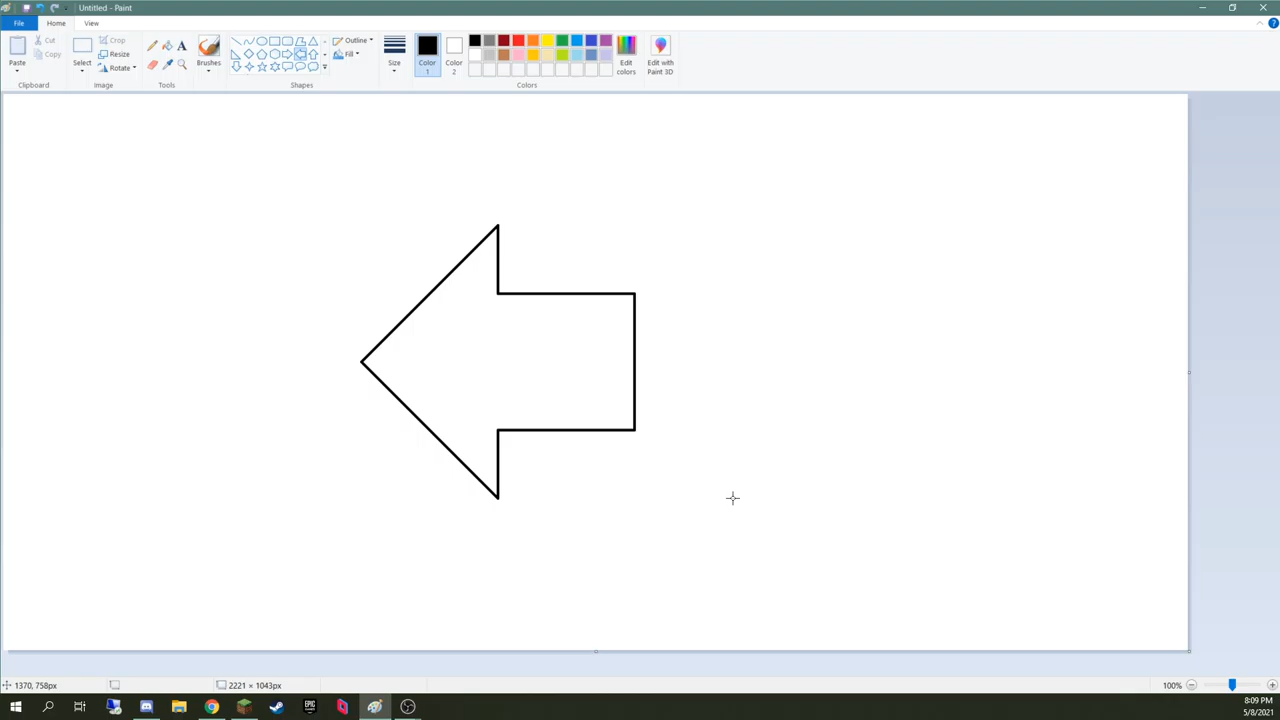 Untitled - Paint
File Home View
Cut
Copy
Paste
Clipboard
Crop
Resize
Rotate
Select
Image
A
Tools
Brushes
Outline
Fill
Shapes
Size
Color 1
Color 2
Edit colors
Colors
Edit with Paint 3D
1370, 758px
2221 × 1043px
100%
EPIC GAMES
8:09 PM
5/8/2021